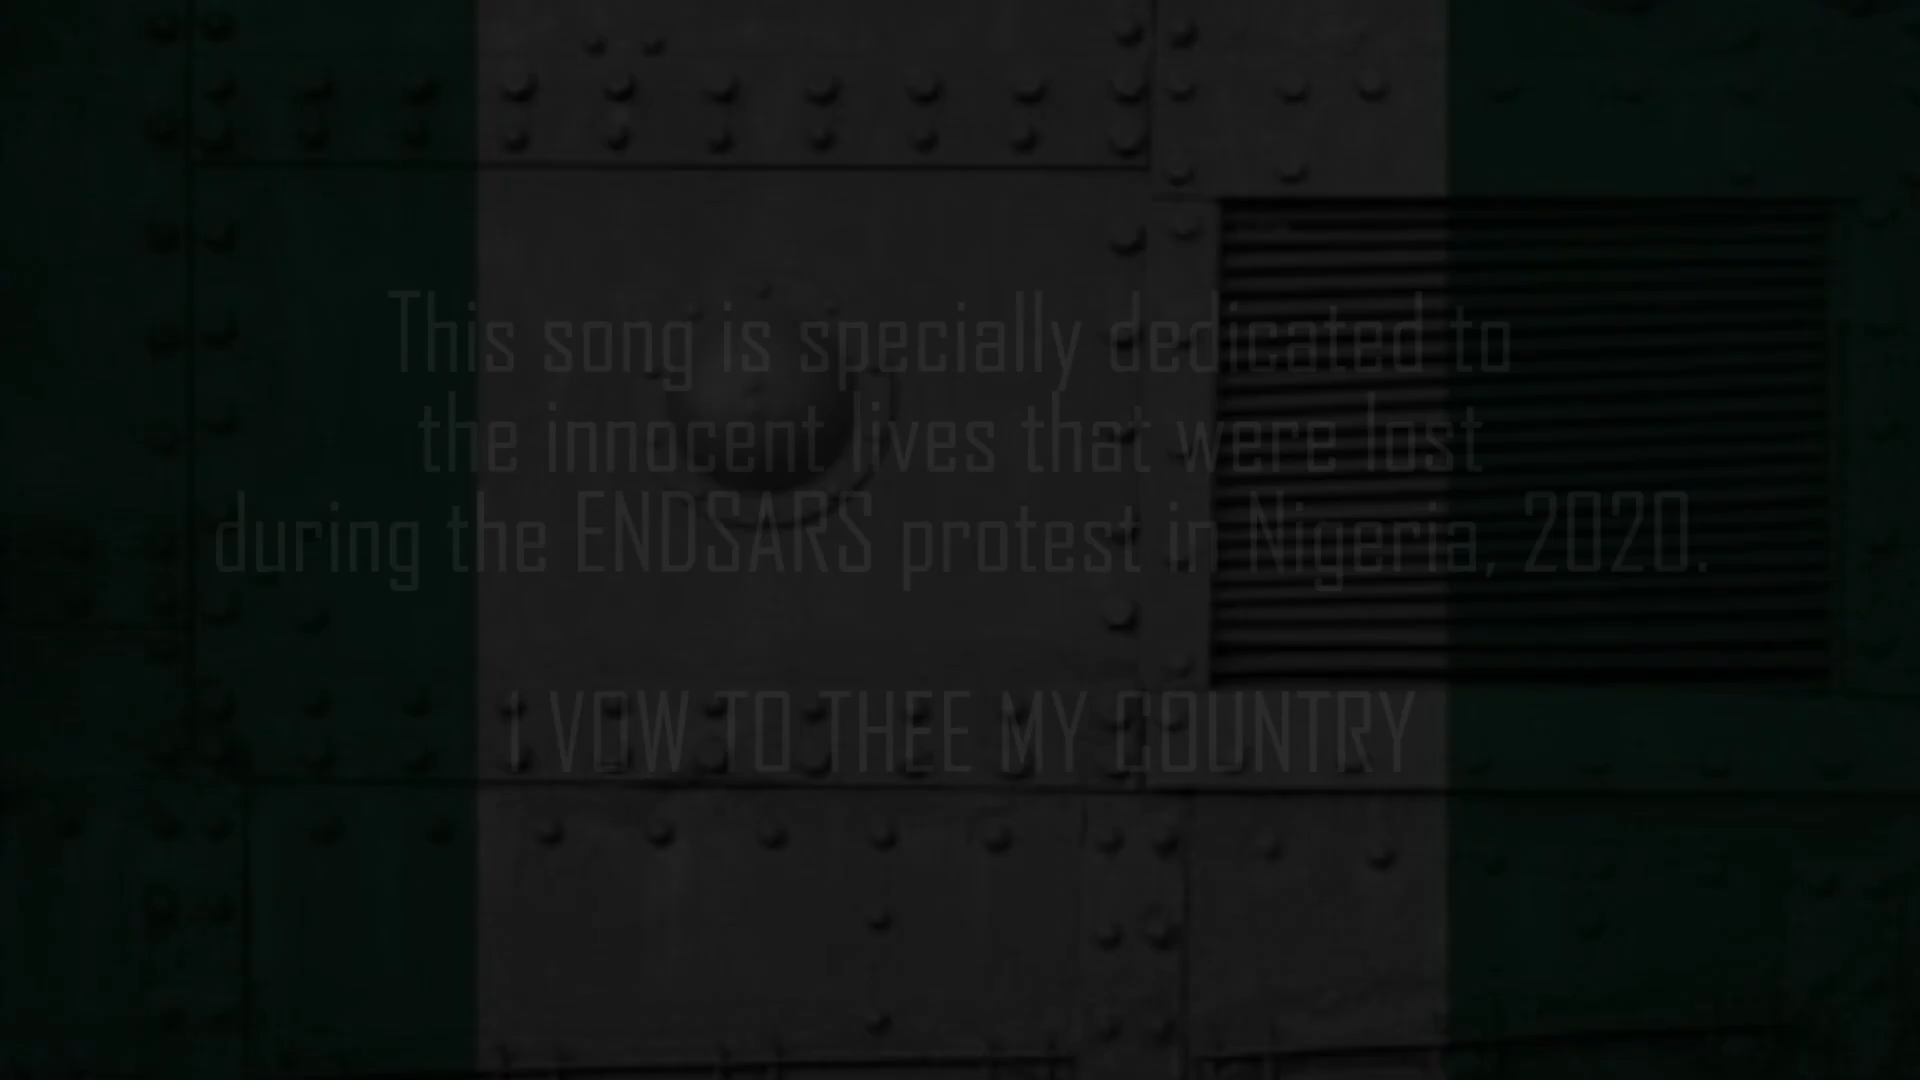 This song is specially dedicated to
the innocent lives that were lost
during the ENDSARS protest in Nigeria, 2020.
I VOW TO THEE MY COUNTRY